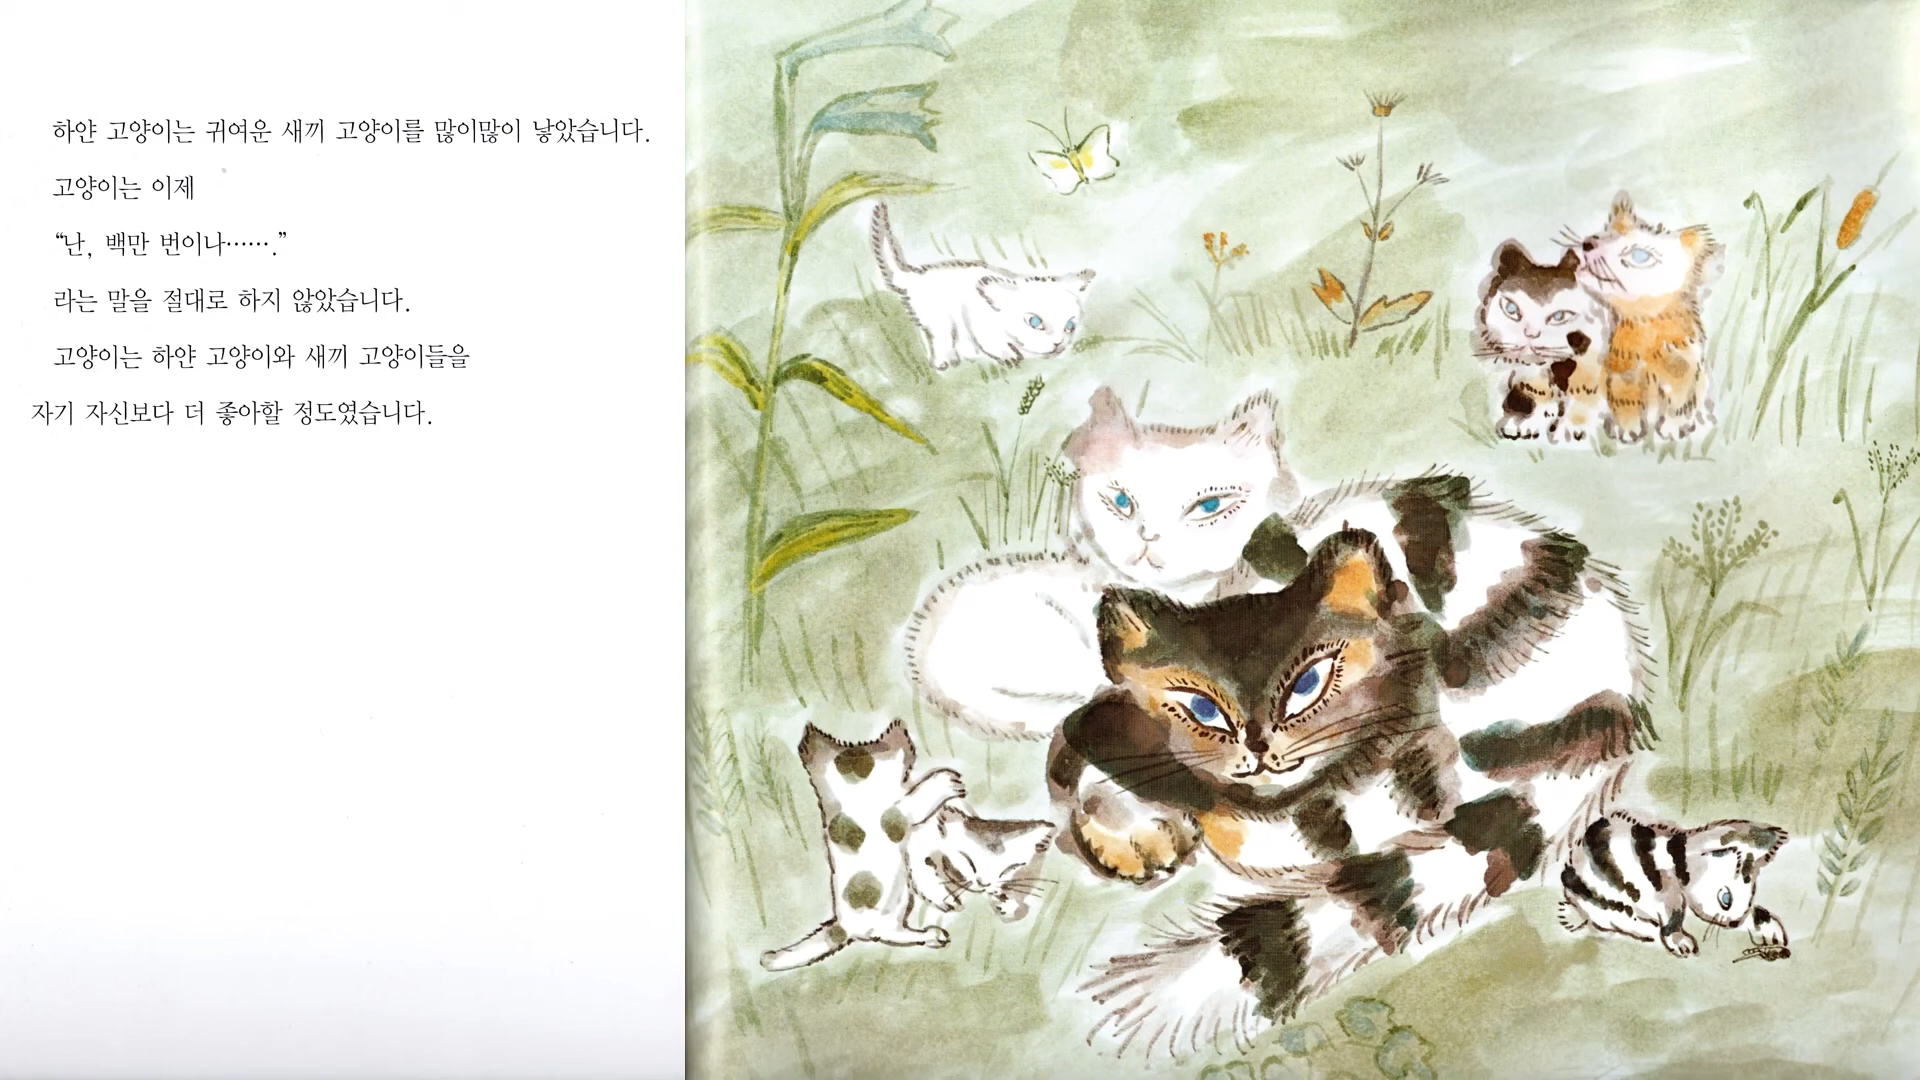 하얀 고양이는 귀여운 새끼 고양이를 많이많이 낳았습니다.
고양이는 이제
“난, 백만 번이나…….”
라는 말을 절대로 하지 않았습니다.
고양이는 하얀 고양이와 새끼 고양이들을
자기 자신보다 더 좋아할 정도였습니다.